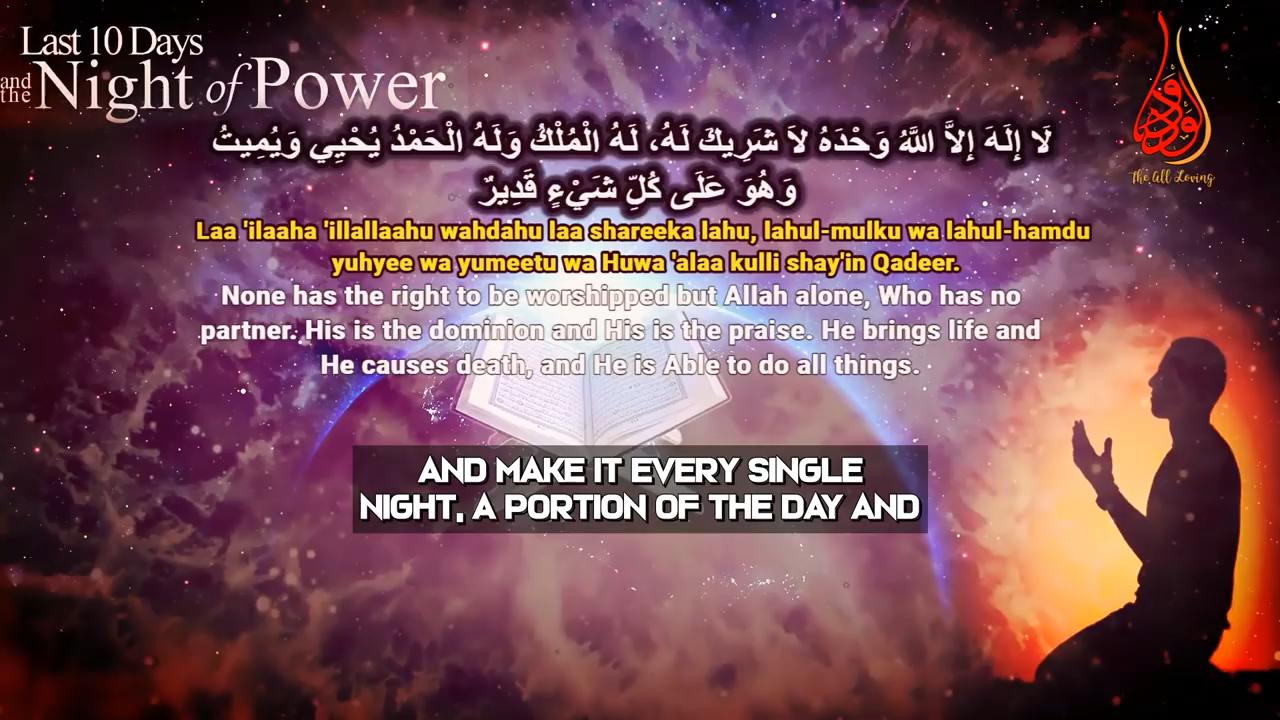 Last 10 Days
and the Night of Power
لَا إِلَهَ إِلاَّ اللَّهُ وَحْدَهُ لاَ شَرِيكَ لَهُ، لَهُ الْمُلْكُ وَلَهُ الْحَمْدُ يُحْيِي وَيُمِيتُ
وَهُوَ عَلَى كُلِّ شَيْءٍ قَدِيرٌ
Laa 'ilaaha 'illallaahu wahdahu laa shareeka lahu, lahul-mulku wa lahul-hamdu
yuhyee wa yumeetu wa Huwa 'alaa kulli shay'in Qadeer.
None has the right to be worshipped but Allah alone, Who has no
partner. His is the dominion and His is the praise. He brings life and
He causes death, and He is Able to do all things.
AND MAKE IT EVERY SINGLE
NIGHT, A PORTION OF THE DAY AND
The All Loving